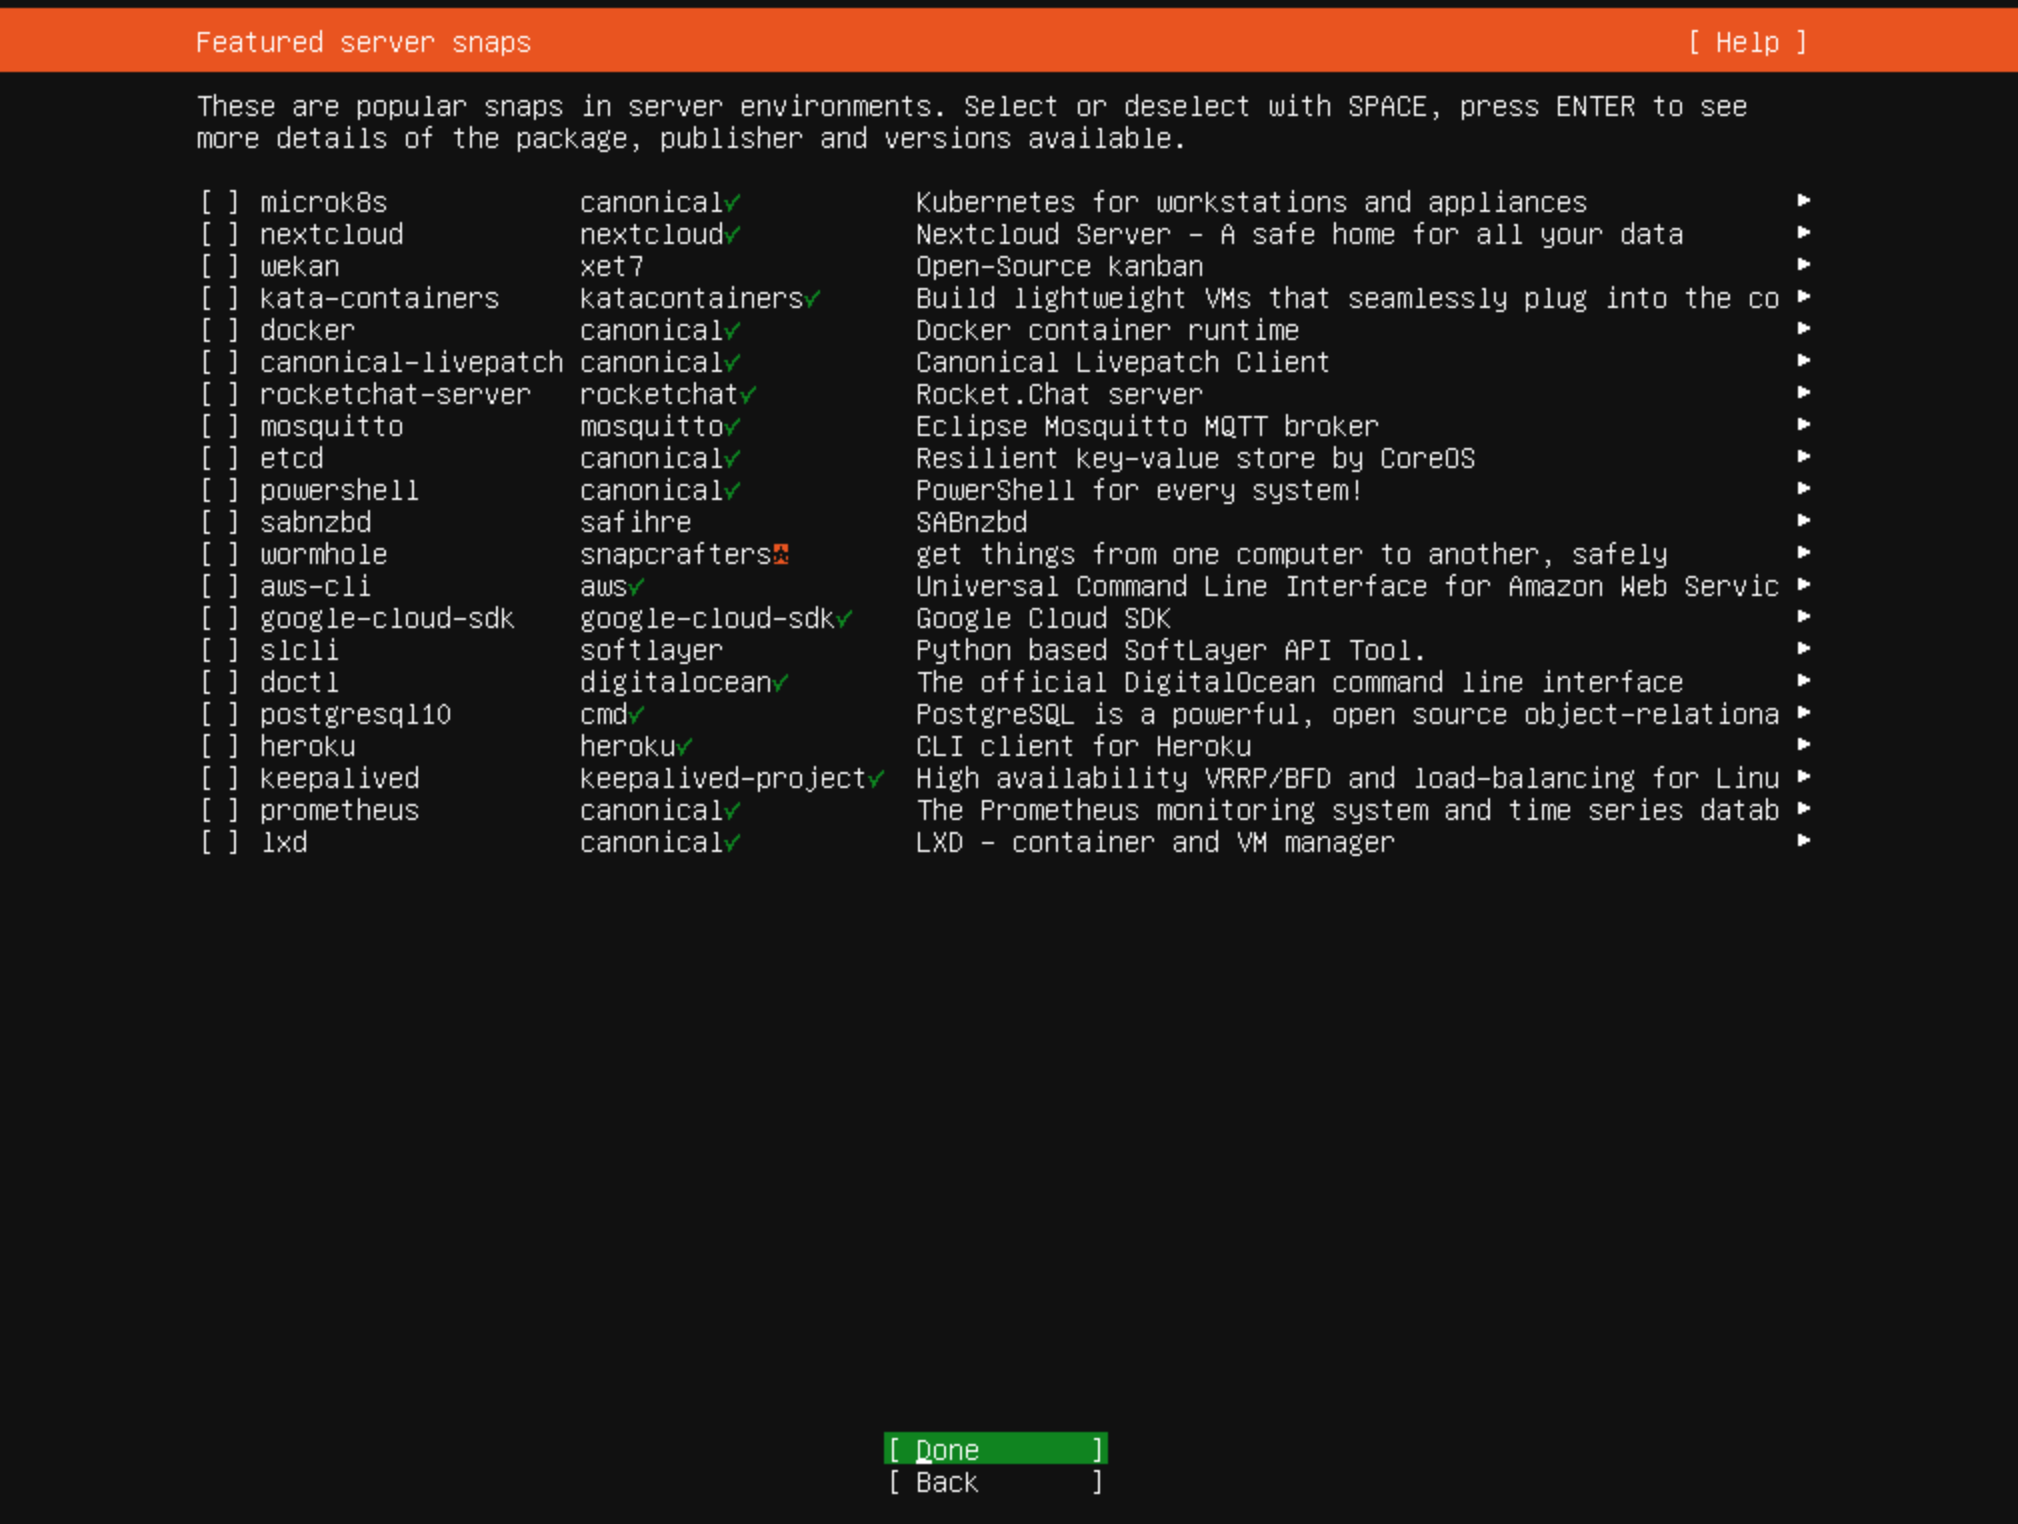 Featured server snaps [ Help ]
These are popular snaps in server environments. Select or deselect with SPACE, press ENTER to see
more details of the package, publisher and versions available.
[ ] microk8s canonical✓ Kubernetes for workstations and appliances ▶
[ ] nextcloud nextcloud✓ Nextcloud Server - A safe home for all your data ▶
[ ] wekan xet7 Open-Source kanban ▶
[ ] kata-containers katacontainers✓ Build lightweight VMs that seamlessly plug into the co ▶
[ ] docker canonical✓ Docker container runtime ▶
[ ] canonical-livepatch canonical✓ Canonical Livepatch Client ▶
[ ] rocketchat-server rocketchat✓ Rocket.Chat server ▶
[ ] mosquitto mosquitto✓ Eclipse Mosquitto MQTT broker ▶
[ ] etcd canonical✓ Resilient key-value store by CoreOS ▶
[ ] powershell canonical✓ PowerShell for every system! ▶
[ ] sabnzbd safihre SABnzbd ▶
[ ] wormhole snapcrafters✪ get things from one computer to another, safely ▶
[ ] aws-cli aws✓ Universal Command Line Interface for Amazon Web Servic ▶
[ ] google-cloud-sdk google-cloud-sdk✓ Google Cloud SDK ▶
[ ] slcli softlayer Python based SoftLayer API Tool. ▶
[ ] doctl digitalocean✓ The official DigitalOcean command line interface ▶
[ ] postgresql10 cmd✓ PostgreSQL is a powerful, open source object-relationa ▶
[ ] heroku heroku✓ CLI client for Heroku ▶
[ ] keepalived keepalived-project✓ High availability VRRP/BFD and load-balancing for Linu ▶
[ ] prometheus canonical✓ The Prometheus monitoring system and time series datab ▶
[ ] lxd canonical✓ LXD - container and VM manager ▶
[ Done ]
[ Back ]